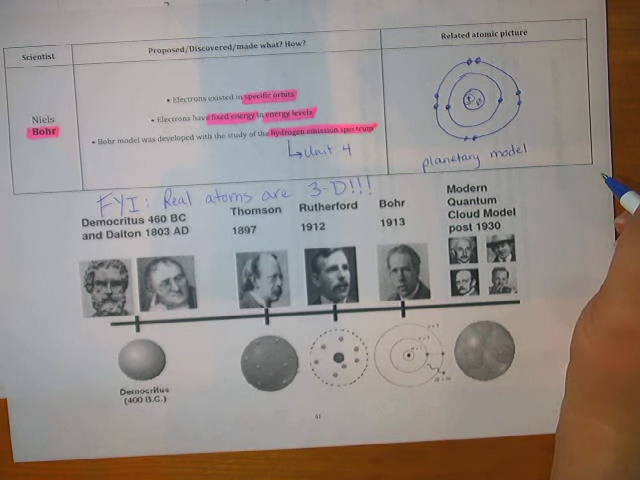 Scientist
Proposed/Discovered/made what? How?
Related atomic picture
Niels
Bohr
• Electrons existed in specific orbits
• Electrons have fixed energy in energy levels
• Bohr model was developed with the study of the hydrogen emission spectrum
Unit 4
planetary model
FYI: Real atoms are 3-D!!!
Democritus 460 BC
and Dalton 1803 AD
Thomson
1897
Rutherford
1912
Bohr
1913
Modern
Quantum
Cloud Model
post 1930
Democritus
(400 B.C.)